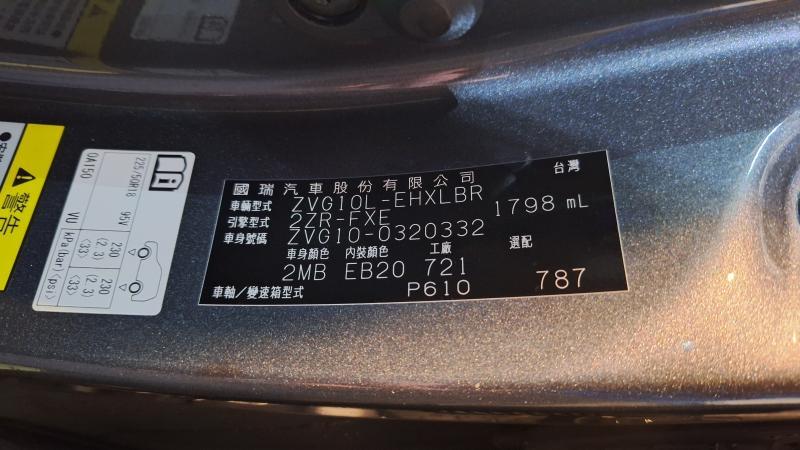 國瑞汽車股份有限公司 台灣
車輛型式 ZVG10L-EHXLBR
引擎型式 2ZR-FXE 1798 mL
車身號碼 ZVG10-0320332
車身顏色 內裝顏色 工廠 選配
2MB EB20 721 787
車軸/變速箱型式 P610
225/50R18 95V
230 (2.3) <33>
230 (2.3) <33>
0A150 VU kPa(bar)<psi>
警告